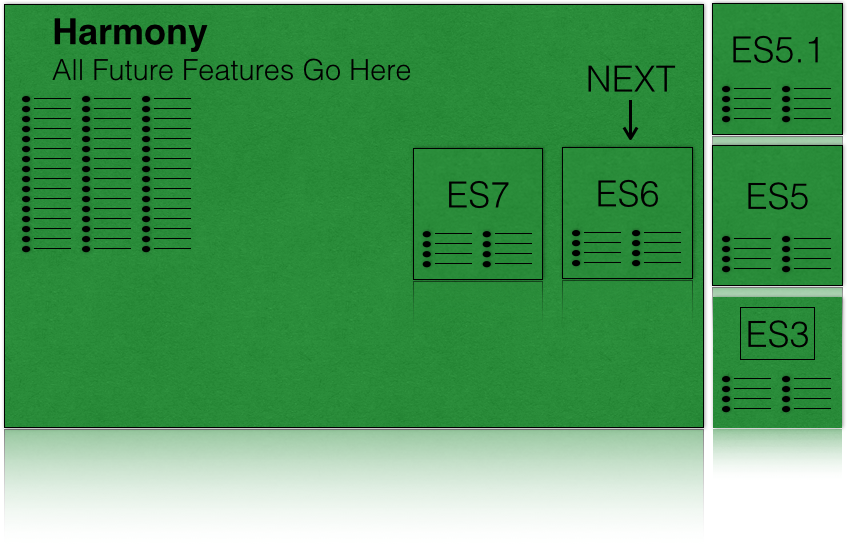 Harmony
All Future Features Go Here
NEXT
ES7
ES6
ES5.1
ES5
ES3